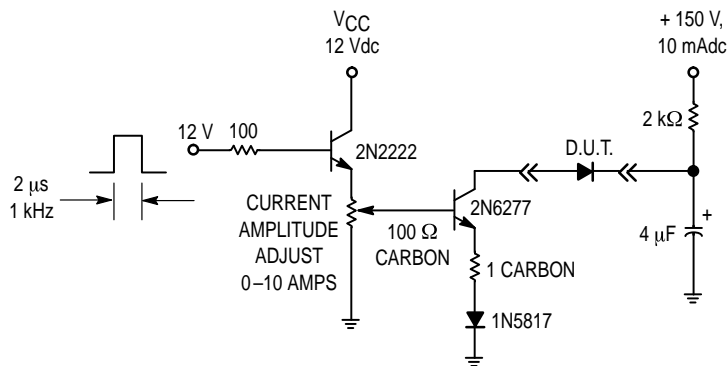 VCC
12 Vdc
+ 150 V,
10 mAdc
12 V
100
2N2222
2 kΩ
D.U.T.
2 μs
1 kHz
CURRENT
AMPLITUDE
ADJUST
0–10 AMPS
100 Ω
CARBON
2N6277
+
4 μF
1 CARBON
1N5817